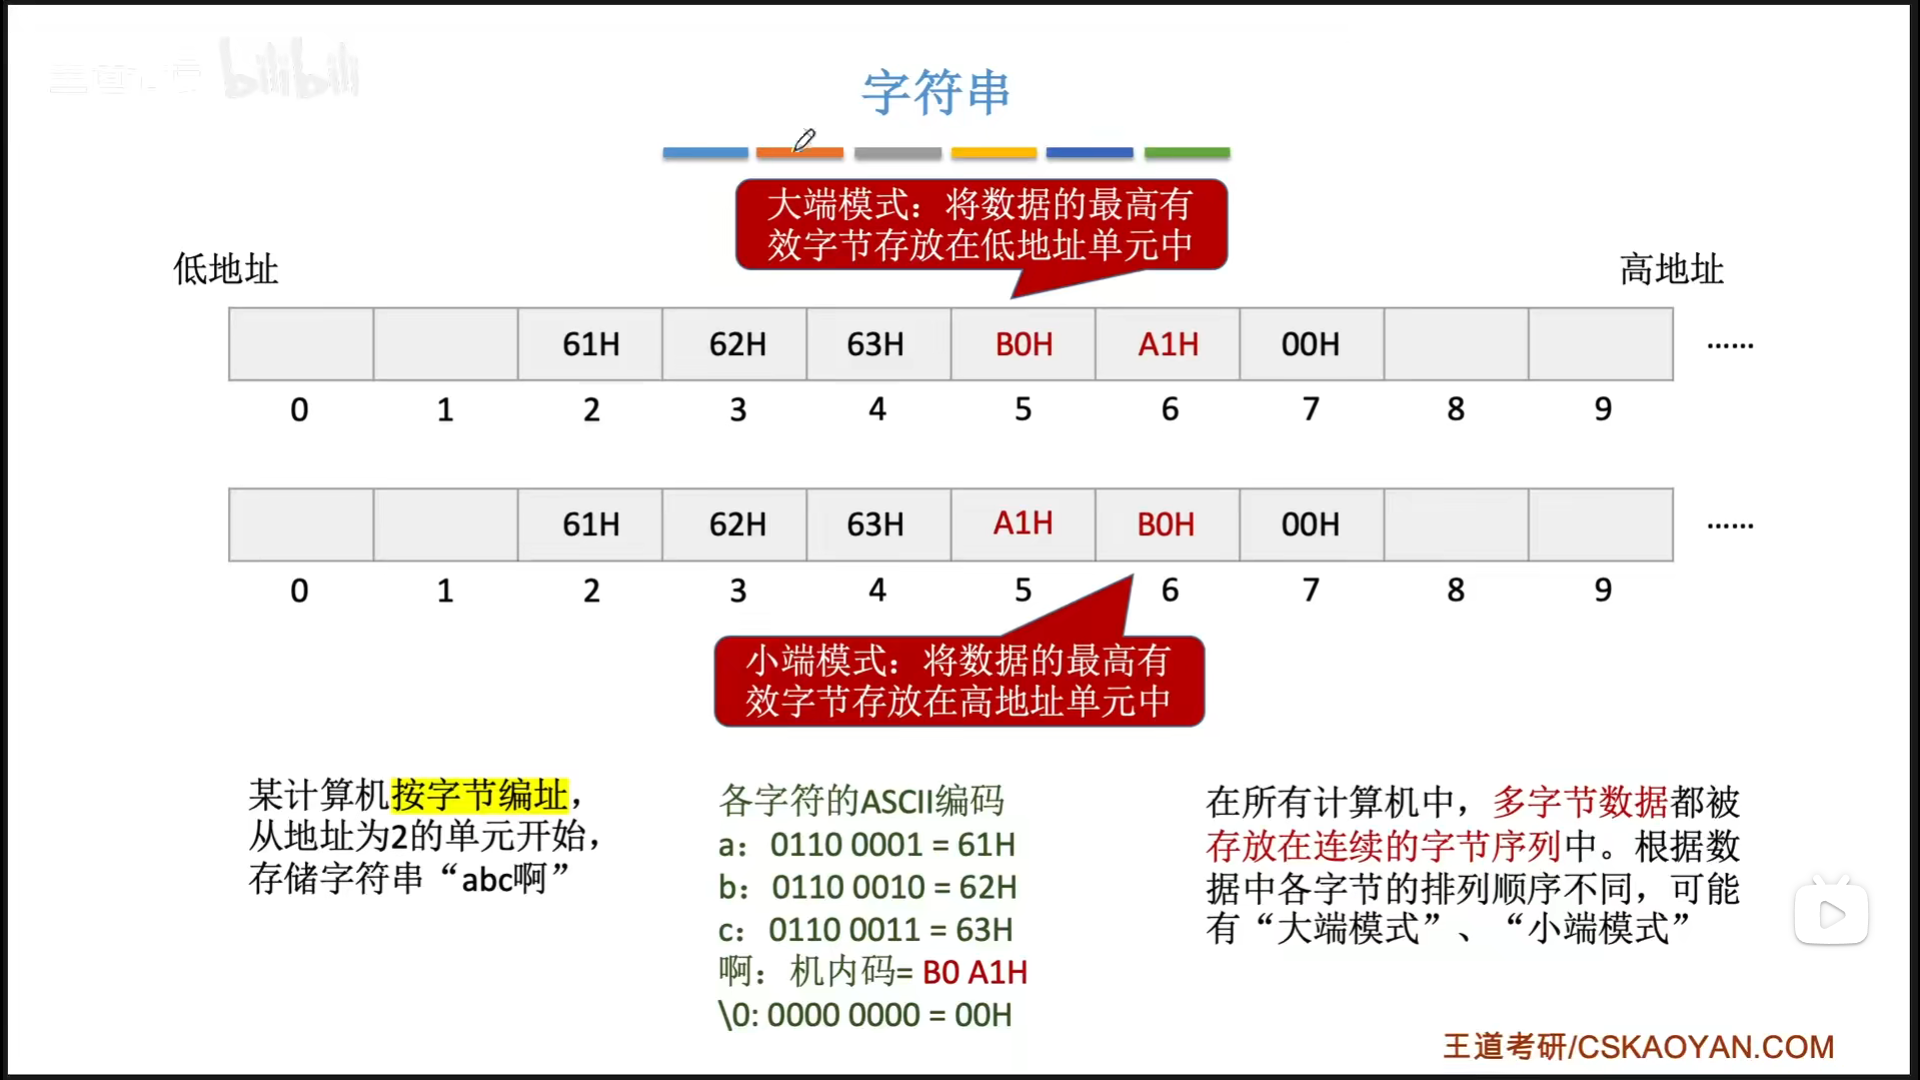 bilibili
字符串
大端模式：将数据的最高有
效字节存放在低地址单元中
低地址
高地址
61H 62H 63H B0H A1H 00H ……
0 1 2 3 4 5 6 7 8 9
61H 62H 63H A1H B0H 00H ……
0 1 2 3 4 5 6 7 8 9
小端模式：将数据的最高有
效字节存放在高地址单元中
某计算机按字节编址，
从地址为2的单元开始，
存储字符串“abc啊”
各字符的ASCII编码
a：0110 0001 = 61H
b：0110 0010 = 62H
c：0110 0011 = 63H
啊：机内码= B0 A1H
\0: 0000 0000 = 00H
在所有计算机中，多字节数据都被
存放在连续的字节序列中。根据数
据中各字节的排列顺序不同，可能
有“大端模式”、“小端模式”
王道考研/CSKAOYAN.COM